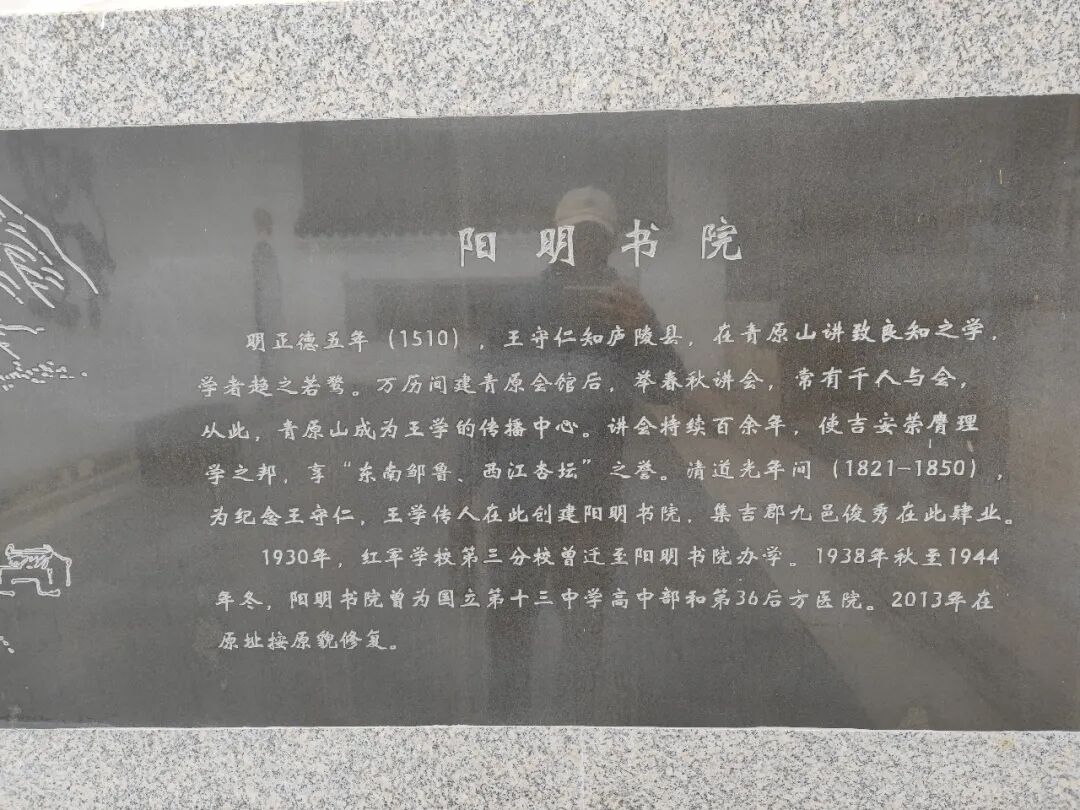 阳明书院
明正德五年（1510），王守仁知庐陵县，在青原山讲致良知之学，
学者趋之若鹜。万历间建青原会馆后，举春秋讲会，常有千人与会，
从此，青原山成为王学的传播中心。讲会持续百余年，使吉安荣膺理
学之邦，享“东南邹鲁、西江杏坛”之誉。清道光年间（1821-1850），
为纪念王守仁，王学传人在此创建阳明书院，集吉郡九邑俊秀在此肆业。
1930年，红军学校第三分校曾迁至阳明书院办学。1938年秋至1944
年冬，阳明书院曾为国立第十三中学高中部和第36后方医院。2013年在
原址按原貌修复。